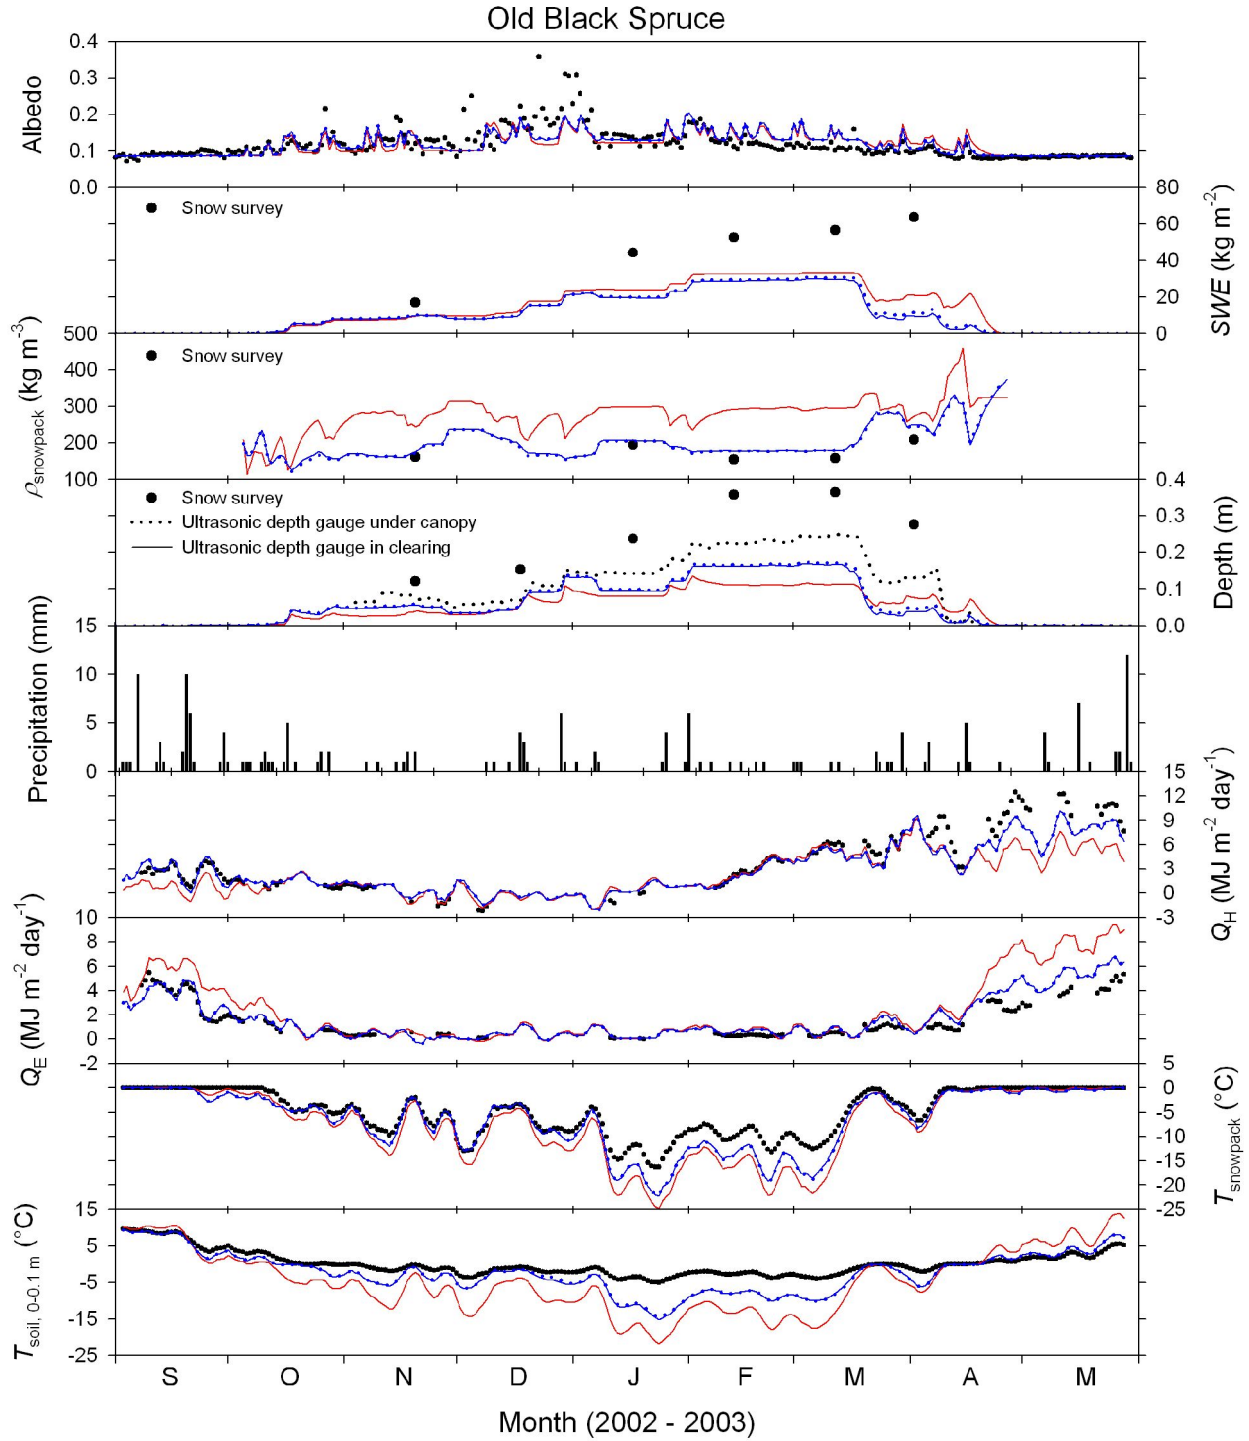 Old Black Spruce
Albedo
0.4
0.3
0.2
0.1
0.0
Snow survey
80
60
40
20
0
SWE (kg m-2)
ρsnowpack (kg m-3)
500
400
300
200
100
Snow survey
Snow survey
Ultrasonic depth gauge under canopy
Ultrasonic depth gauge in clearing
0.4
0.3
0.2
0.1
0.0
Depth (m)
Precipitation (mm)
15
10
5
0
15
12
9
6
3
0
-3
QH (MJ m-2 day-1)
QE (MJ m-2 day-1)
10
8
6
4
2
0
-2
5
0
-5
-10
-15
-20
-25
Tsnowpack (°C)
Tsoil, 0-0.1 m (°C)
15
5
-5
-15
-25
S O N D J F M A M
Month (2002 - 2003)